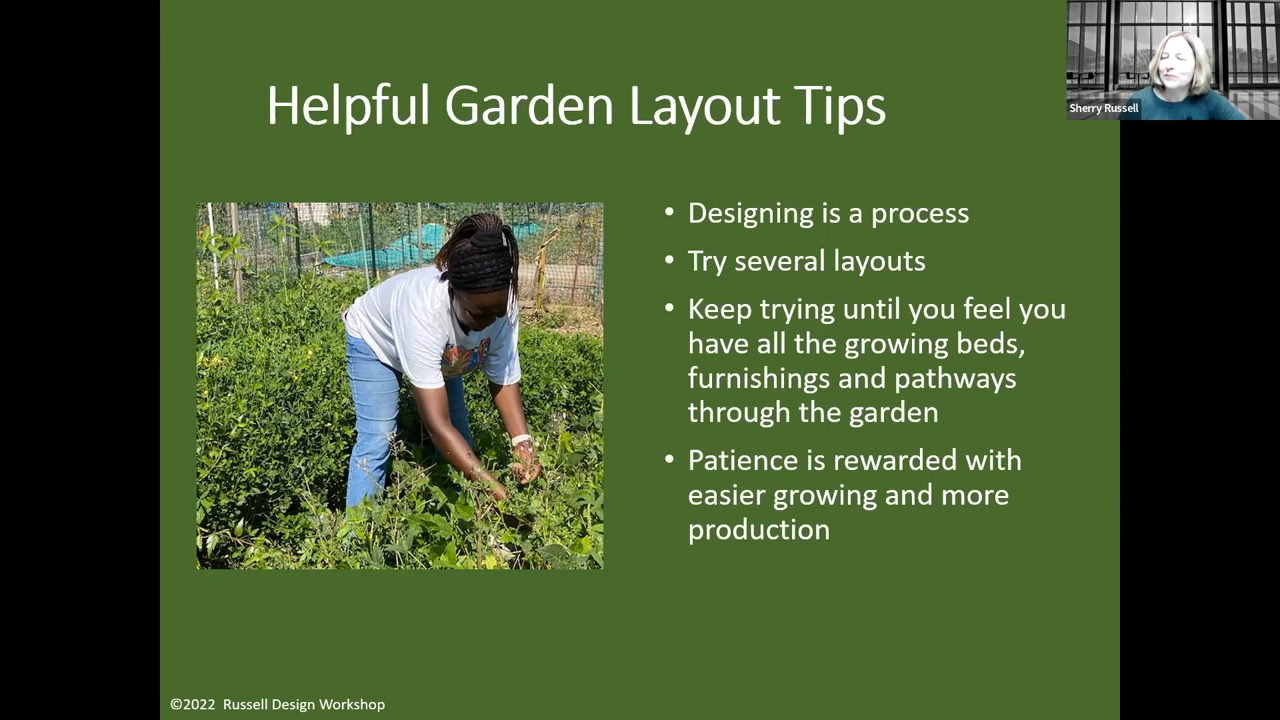 Helpful Garden Layout Tips
Sherry Russell
• Designing is a process
• Try several layouts
• Keep trying until you feel you
have all the growing beds,
furnishings and pathways
through the garden
• Patience is rewarded with
easier growing and more
production
©2022 Russell Design Workshop